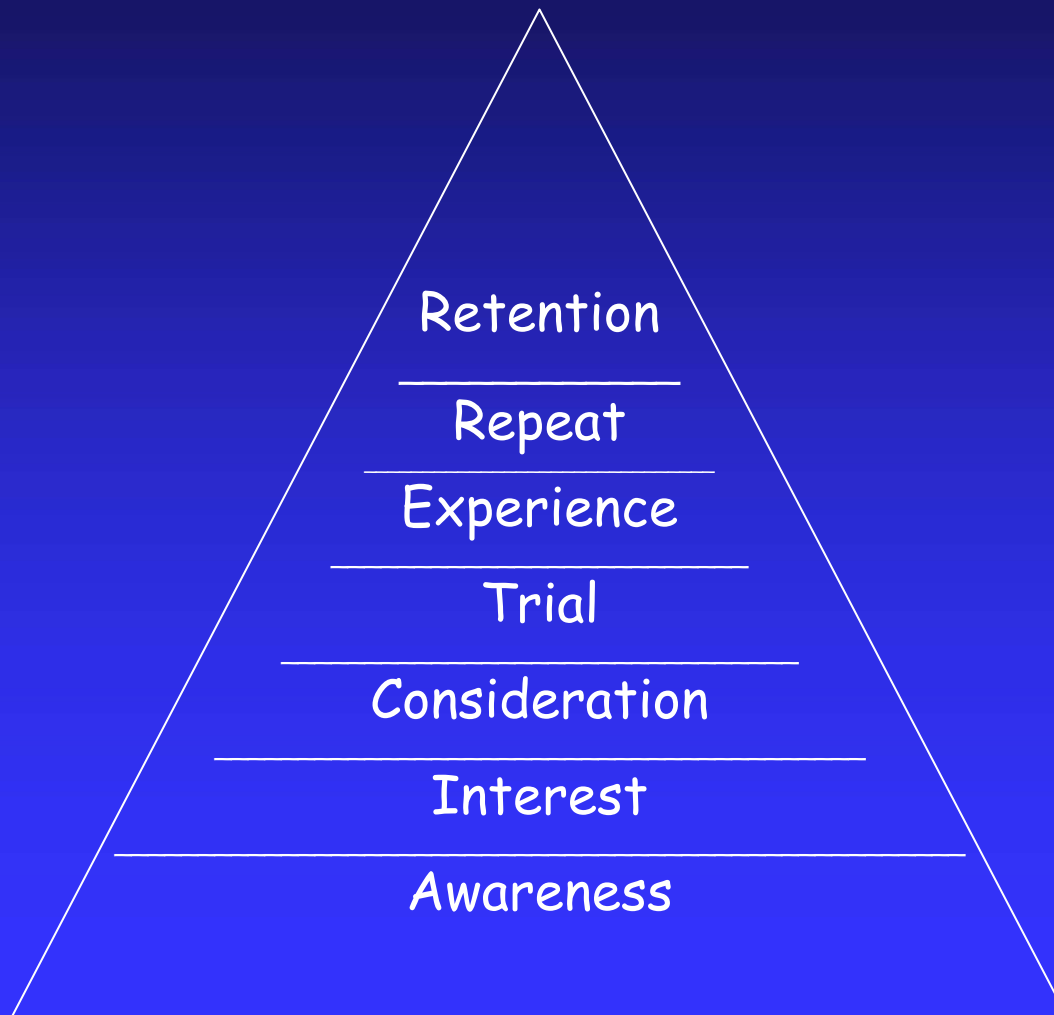 Retention
Repeat
Experience
Trial
Consideration
Interest
Awareness